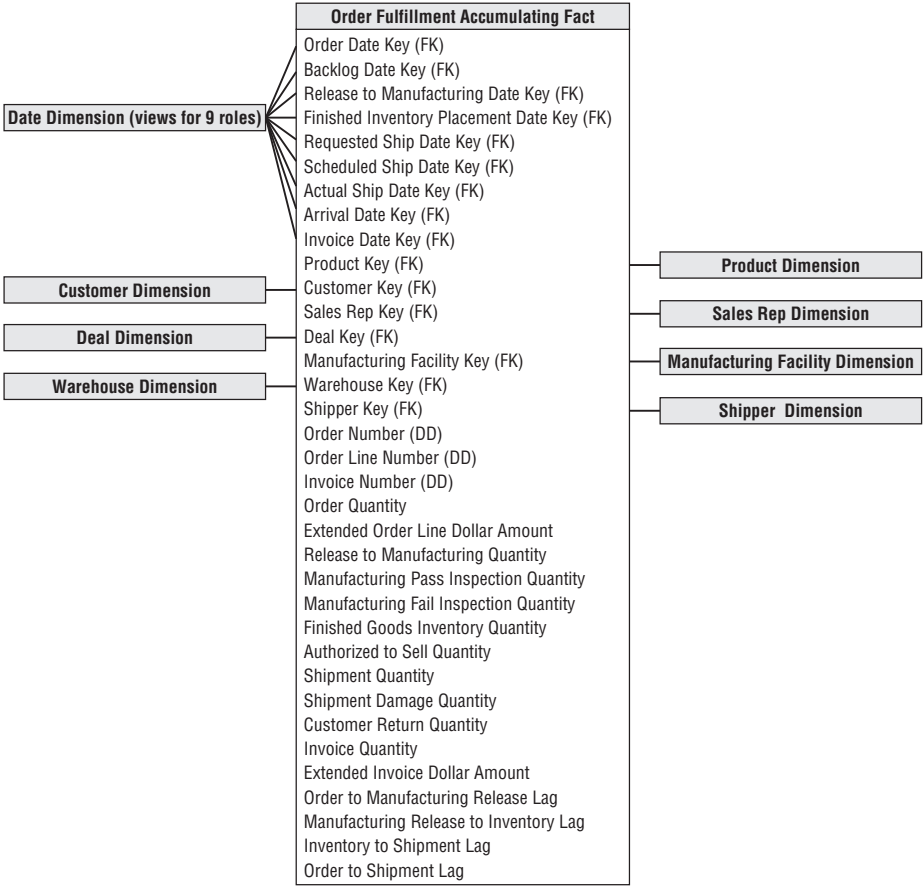 Order Fulfillment Accumulating Fact
Order Date Key (FK)
Backlog Date Key (FK)
Release to Manufacturing Date Key (FK)
Date Dimension (views for 9 roles)
Finished Inventory Placement Date Key (FK)
Requested Ship Date Key (FK)
Scheduled Ship Date Key (FK)
Actual Ship Date Key (FK)
Arrival Date Key (FK)
Invoice Date Key (FK)
Product Key (FK)
Product Dimension
Customer Dimension
Customer Key (FK)
Sales Rep Key (FK)
Sales Rep Dimension
Deal Dimension
Deal Key (FK)
Manufacturing Facility Key (FK)
Manufacturing Facility Dimension
Warehouse Dimension
Warehouse Key (FK)
Shipper Key (FK)
Shipper Dimension
Order Number (DD)
Order Line Number (DD)
Invoice Number (DD)
Order Quantity
Extended Order Line Dollar Amount
Release to Manufacturing Quantity
Manufacturing Pass Inspection Quantity
Manufacturing Fail Inspection Quantity
Finished Goods Inventory Quantity
Authorized to Sell Quantity
Shipment Quantity
Shipment Damage Quantity
Customer Return Quantity
Invoice Quantity
Extended Invoice Dollar Amount
Order to Manufacturing Release Lag
Manufacturing Release to Inventory Lag
Inventory to Shipment Lag
Order to Shipment Lag